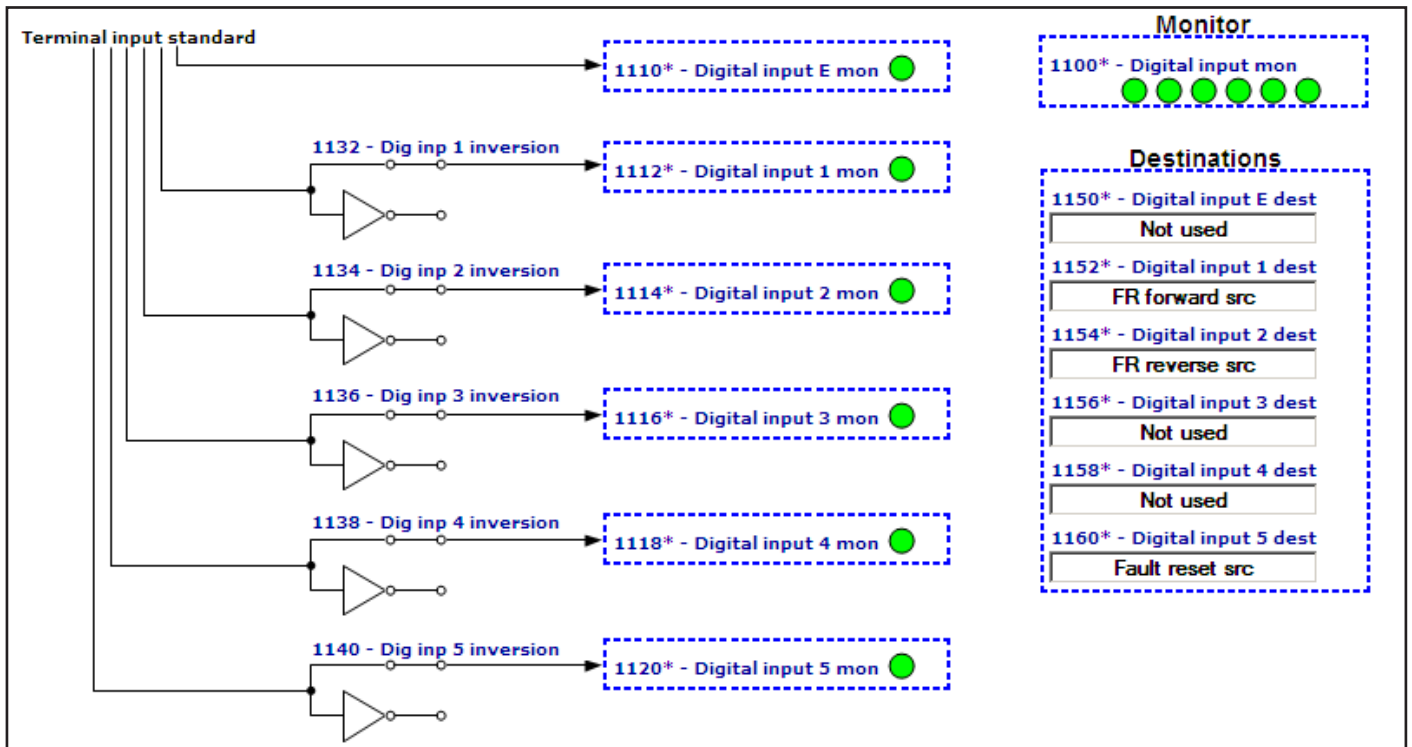 Terminal input standard
1110* - Digital input E mon
1132 - Dig inp 1 inversion
1112* - Digital input 1 mon
1134 - Dig inp 2 inversion
1114* - Digital input 2 mon
1136 - Dig inp 3 inversion
1116* - Digital input 3 mon
1138 - Dig inp 4 inversion
1118* - Digital input 4 mon
1140 - Dig inp 5 inversion
1120* - Digital input 5 mon
Monitor
1100* - Digital input mon
Destinations
1150* - Digital input E dest
Not used
1152* - Digital input 1 dest
FR forward src
1154* - Digital input 2 dest
FR reverse src
1156* - Digital input 3 dest
Not used
1158* - Digital input 4 dest
Not used
1160* - Digital input 5 dest
Fault reset src